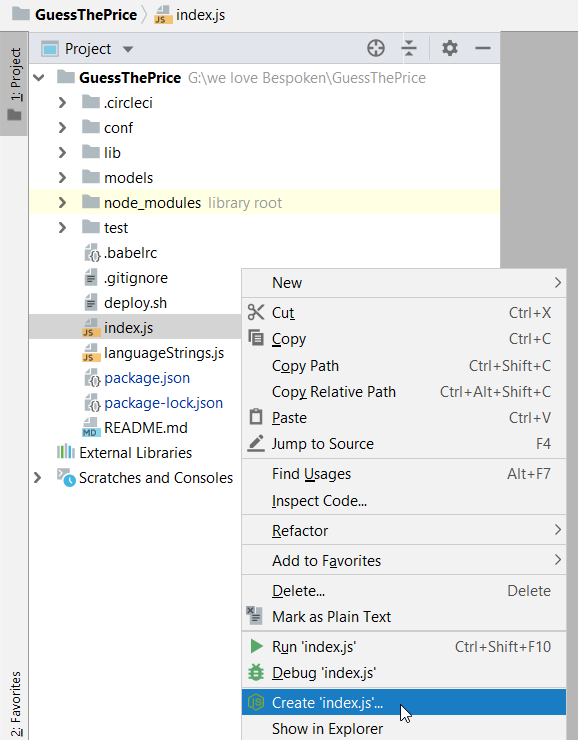 GuessThePrice
index.js
1: Project
Project
GuessThePrice G:\we love Bespoken\GuessThePrice
.circleci
conf
lib
models
node_modules library root
test
.babelrc
.gitignore
deploy.sh
index.js
languageStrings.js
package.json
package-lock.json
README.md
External Libraries
Scratches and Consoles
New
Cut Ctrl+X
Copy Ctrl+C
Copy Path Ctrl+Shift+C
Copy Relative Path Ctrl+Alt+Shift+C
Paste Ctrl+V
Jump to Source F4
Find Usages Alt+F7
Inspect Code...
Refactor
Add to Favorites
Delete... Delete
Mark as Plain Text
Run 'index.js' Ctrl+Shift+F10
Debug 'index.js'
Create 'index.js'...
Show in Explorer
2: Favorites